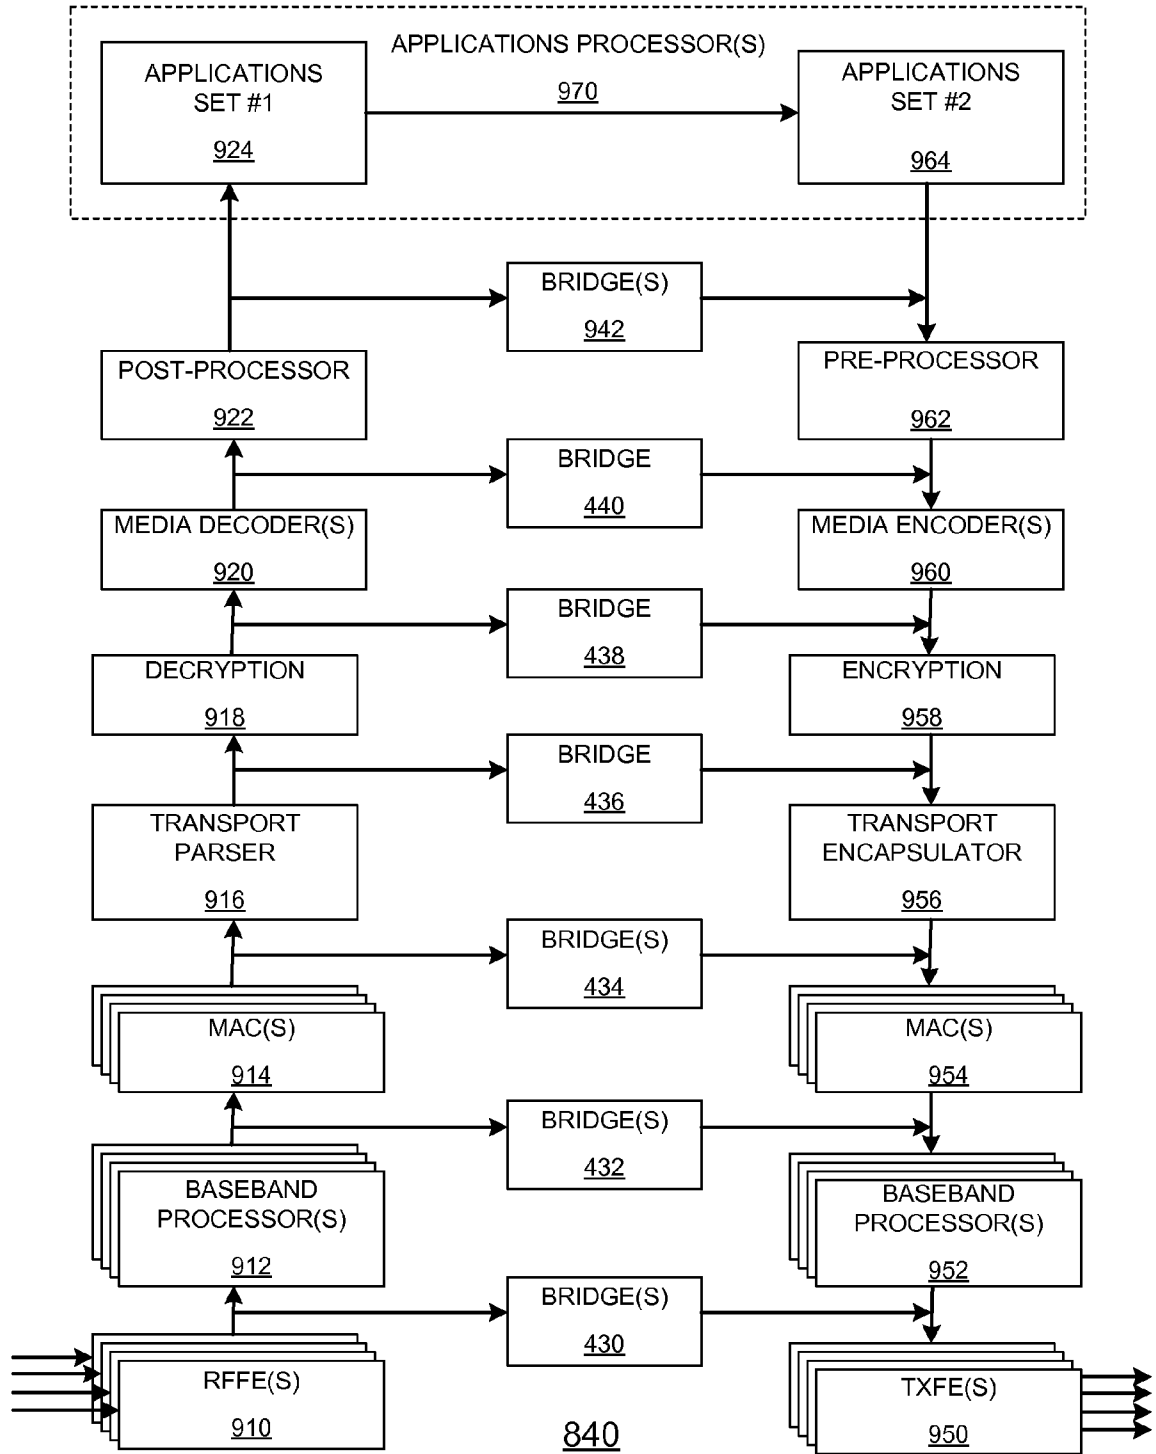 APPLICATIONS PROCESSOR(S)
970
APPLICATIONS
SET #1
924
APPLICATIONS
SET #2
964
BRIDGE(S)
942
POST-PROCESSOR
922
PRE-PROCESSOR
962
BRIDGE
440
MEDIA DECODER(S)
920
MEDIA ENCODER(S)
960
BRIDGE
438
DECRYPTION
918
ENCRYPTION
958
BRIDGE
436
TRANSPORT
PARSER
916
TRANSPORT
ENCAPSULATOR
956
BRIDGE(S)
434
MAC(S)
914
MAC(S)
954
BRIDGE(S)
432
BASEBAND
PROCESSOR(S)
912
BASEBAND
PROCESSOR(S)
952
BRIDGE(S)
430
RFFE(S)
910
TXFE(S)
950
840